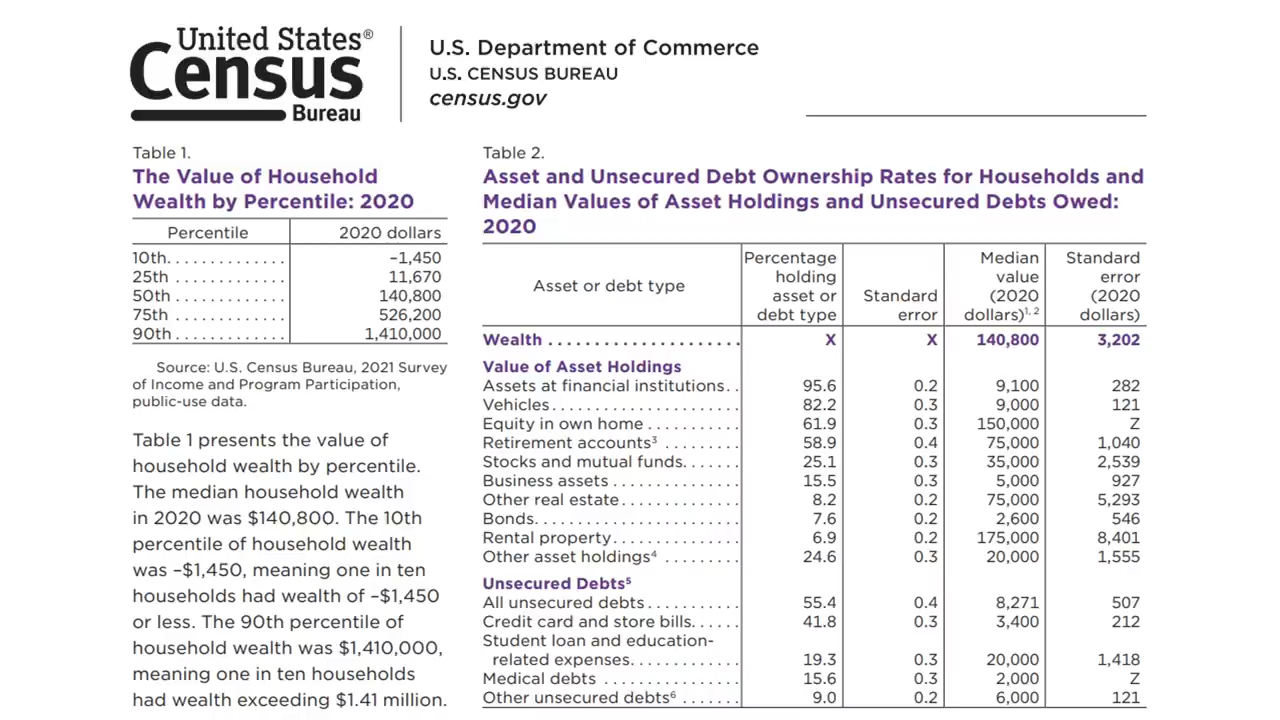 United States®
Census
Bureau
U.S. Department of Commerce
U.S. CENSUS BUREAU
census.gov
Table 1.
The Value of Household
Wealth by Percentile: 2020
Percentile 2020 dollars
10th. . . . . . . . . . . . . . –1,450
25th . . . . . . . . . . . . . 11,670
50th . . . . . . . . . . . . . 140,800
75th . . . . . . . . . . . . . 526,200
90th . . . . . . . . . . . . . 1,410,000
Source: U.S. Census Bureau, 2021 Survey
of Income and Program Participation,
public-use data.
Table 1 presents the value of
household wealth by percentile.
The median household wealth
in 2020 was $140,800. The 10th
percentile of household wealth
was –$1,450, meaning one in ten
households had wealth of –$1,450
or less. The 90th percentile of
household wealth was $1,410,000,
meaning one in ten households
had wealth exceeding $1.41 million.
Table 2.
Asset and Unsecured Debt Ownership Rates for Households and
Median Values of Asset Holdings and Unsecured Debts Owed:
2020
Asset or debt type
Percentage
holding
asset or
debt type
Standard
error
Median
value
(2020
dollars)¹, ²
Standard
error
(2020
dollars)
Wealth . . . . . . . . . . . . . . . . . . . . . X X 140,800 3,202
Value of Asset Holdings
Assets at financial institutions. . 95.6 0.2 9,100 282
Vehicles . . . . . . . . . . . . . . . . . . . . . 82.2 0.3 9,000 121
Equity in own home . . . . . . . . . . 61.9 0.3 150,000 Z
Retirement accounts³ . . . . . . . . . 58.9 0.4 75,000 1,040
Stocks and mutual funds. . . . . . . 25.1 0.3 35,000 2,539
Business assets . . . . . . . . . . . . . . 15.5 0.3 5,000 927
Other real estate . . . . . . . . . . . . . 8.2 0.2 75,000 5,293
Bonds. . . . . . . . . . . . . . . . . . . . . . . 7.6 0.2 2,600 546
Rental property. . . . . . . . . . . . . . 6.9 0.2 175,000 8,401
Other asset holdings⁴ . . . . . . . . . 24.6 0.3 20,000 1,555
Unsecured Debts⁵
All unsecured debts . . . . . . . . . . . 55.4 0.4 8,271 507
Credit card and store bills. . . . . . 41.8 0.3 3,400 212
Student loan and education-
related expenses. . . . . . . . . . . . . 19.3 0.3 20,000 1,418
Medical debts . . . . . . . . . . . . . . . . 15.6 0.3 2,000 Z
Other unsecured debts⁶ . . . . . . . 9.0 0.2 6,000 121